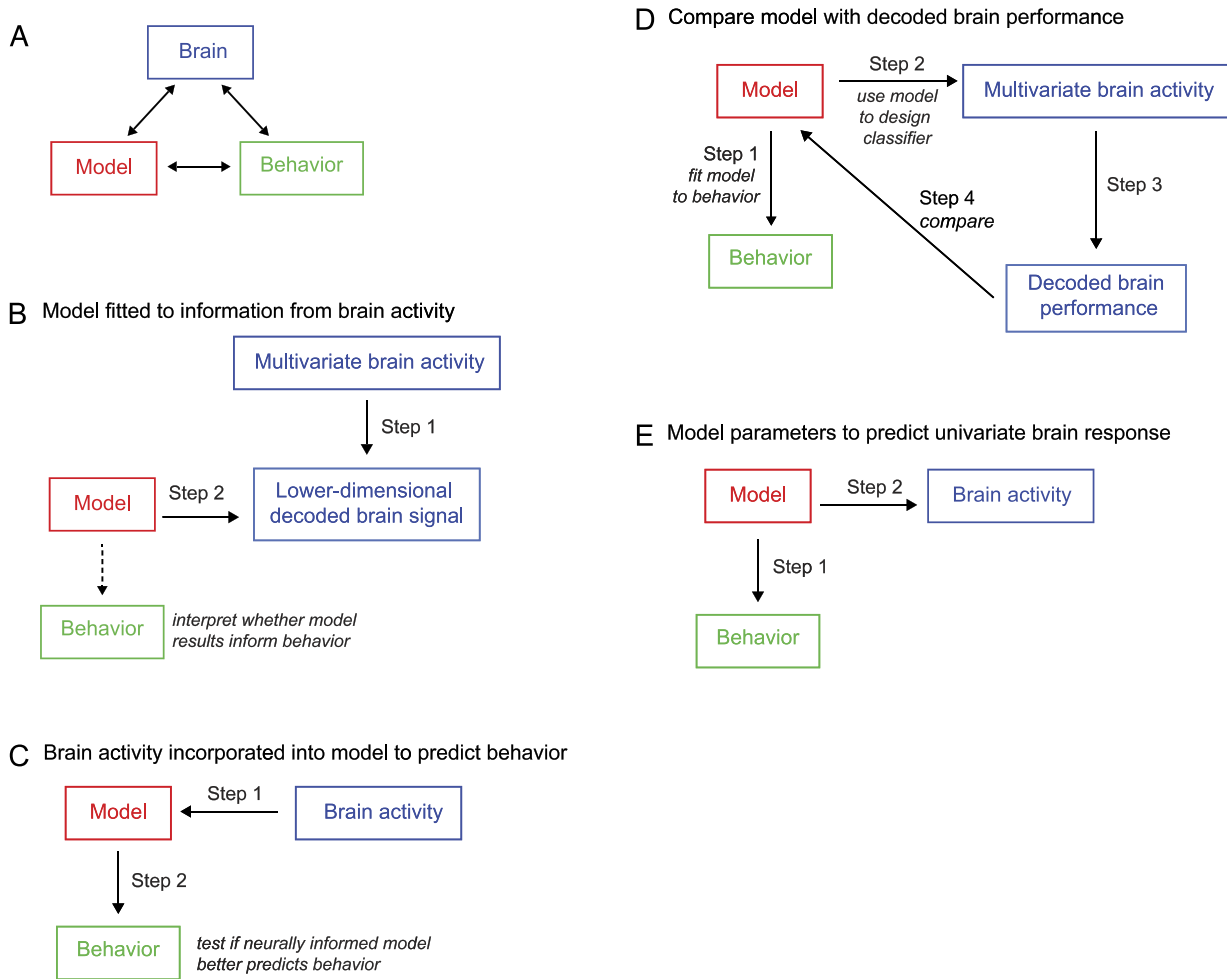 A
Brain
Model
Behavior
B Model fitted to information from brain activity
Multivariate brain activity
Step 1
Model
Step 2
Lower-dimensional
decoded brain signal
Behavior
interpret whether model
results inform behavior
C Brain activity incorporated into model to predict behavior
Model
Step 1
Brain activity
Step 2
Behavior
test if neurally informed model
better predicts behavior
D Compare model with decoded brain performance
Model
Step 2
use model
to design
classifier
Multivariate brain activity
Step 1
fit model
to behavior
Step 3
Step 4
compare
Behavior
Decoded brain
performance
E Model parameters to predict univariate brain response
Model
Step 2
Brain activity
Step 1
Behavior